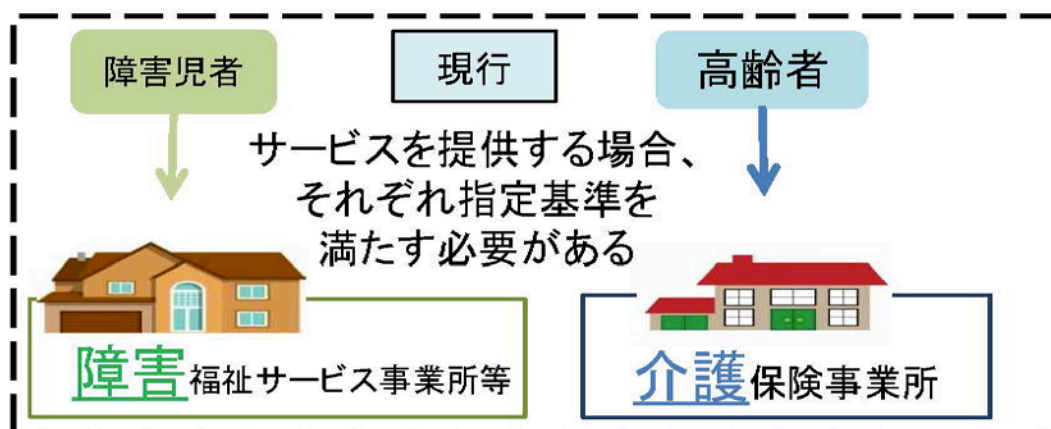 障害児者
現行
高齢者
サービスを提供する場合、
それぞれ指定基準を
満たす必要がある
障害福祉サービス事業所等
介護保険事業所